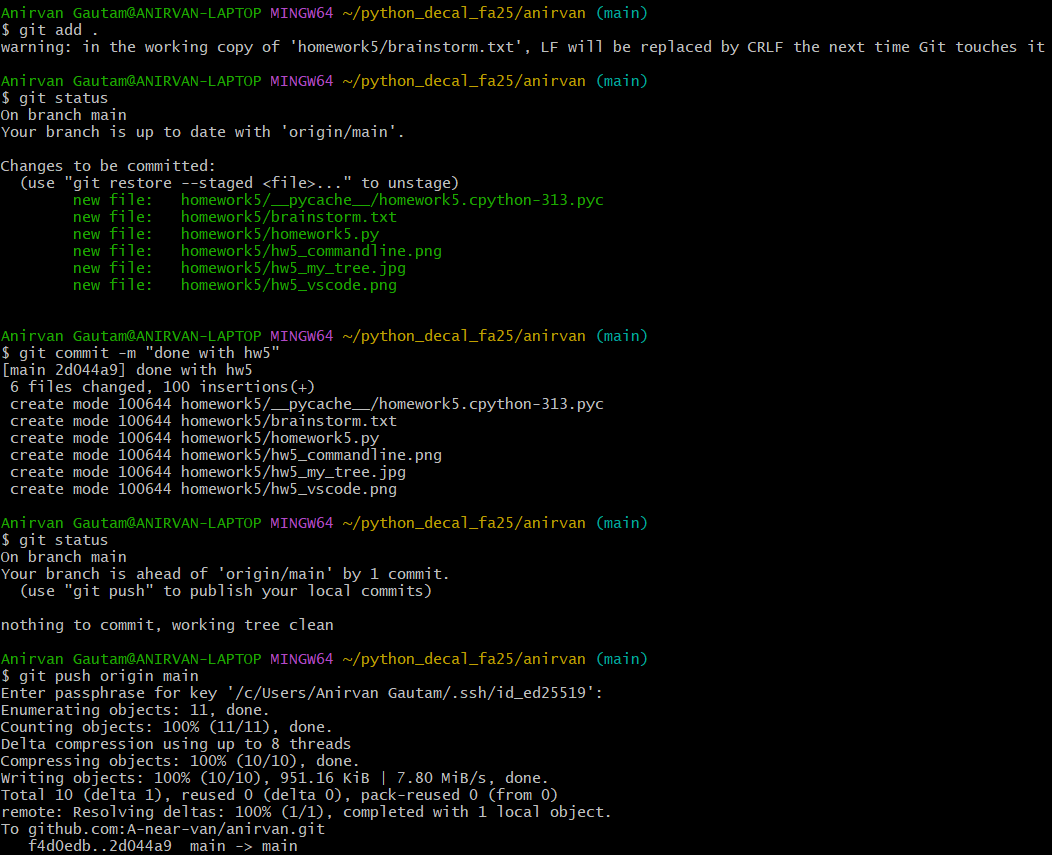 Anirvan Gautam@ANIRVAN-LAPTOP MINGW64 ~/python_decal_fa25/anirvan (main)
$ git add .
warning: in the working copy of 'homework5/brainstorm.txt', LF will be replaced by CRLF the next time Git touches it

Anirvan Gautam@ANIRVAN-LAPTOP MINGW64 ~/python_decal_fa25/anirvan (main)
$ git status
On branch main
Your branch is up to date with 'origin/main'.

Changes to be committed:
  (use "git restore --staged <file>..." to unstage)
        new file:   homework5/__pycache__/homework5.cpython-313.pyc
        new file:   homework5/brainstorm.txt
        new file:   homework5/homework5.py
        new file:   homework5/hw5_commandline.png
        new file:   homework5/hw5_my_tree.jpg
        new file:   homework5/hw5_vscode.png


Anirvan Gautam@ANIRVAN-LAPTOP MINGW64 ~/python_decal_fa25/anirvan (main)
$ git commit -m "done with hw5"
[main 2d044a9] done with hw5
 6 files changed, 100 insertions(+)
 create mode 100644 homework5/__pycache__/homework5.cpython-313.pyc
 create mode 100644 homework5/brainstorm.txt
 create mode 100644 homework5/homework5.py
 create mode 100644 homework5/hw5_commandline.png
 create mode 100644 homework5/hw5_my_tree.jpg
 create mode 100644 homework5/hw5_vscode.png

Anirvan Gautam@ANIRVAN-LAPTOP MINGW64 ~/python_decal_fa25/anirvan (main)
$ git status
On branch main
Your branch is ahead of 'origin/main' by 1 commit.
  (use "git push" to publish your local commits)

nothing to commit, working tree clean

Anirvan Gautam@ANIRVAN-LAPTOP MINGW64 ~/python_decal_fa25/anirvan (main)
$ git push origin main
Enter passphrase for key '/c/Users/Anirvan Gautam/.ssh/id_ed25519':
Enumerating objects: 11, done.
Counting objects: 100% (11/11), done.
Delta compression using up to 8 threads
Compressing objects: 100% (10/10), done.
Writing objects: 100% (10/10), 951.16 KiB | 7.80 MiB/s, done.
Total 10 (delta 1), reused 0 (delta 0), pack-reused 0 (from 0)
remote: Resolving deltas: 100% (1/1), completed with 1 local object.
To github.com:A-near-van/anirvan.git
   f4d0edb..2d044a9  main -> main